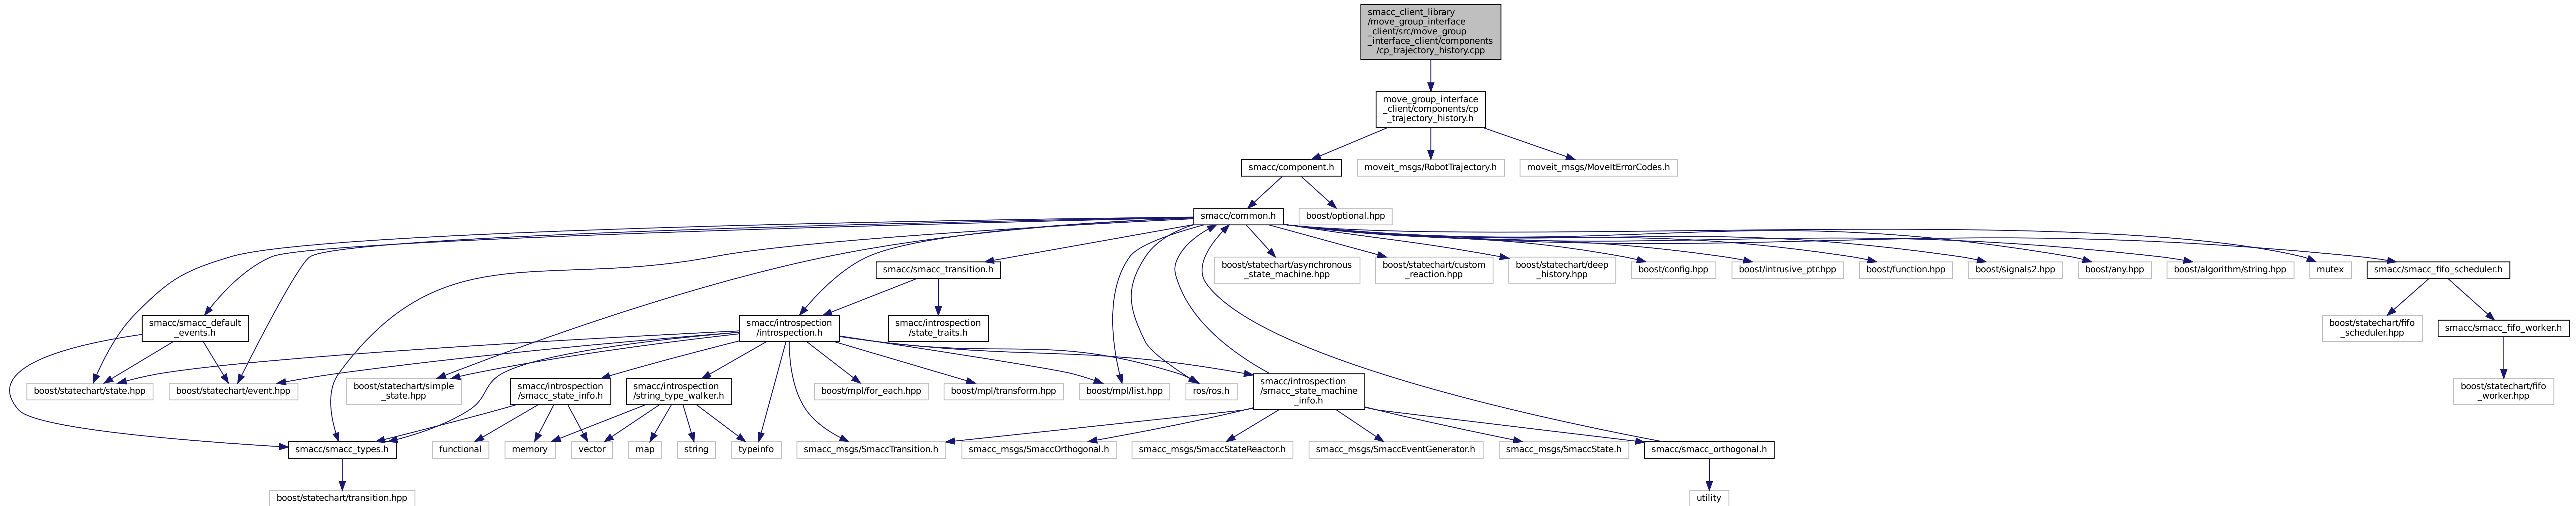 smacc_client_library
/move_group_interface
_client/src/move_group
_interface_client/components
/cp_trajectory_history.cpp
move_group_interface
_client/components/cp
_trajectory_history.h
smacc/component.h
moveit_msgs/RobotTrajectory.h
moveit_msgs/MoveItErrorCodes.h
smacc/common.h
boost/optional.hpp
smacc/smacc_transition.h
boost/statechart/asynchronous
_state_machine.hpp
boost/statechart/custom
_reaction.hpp
boost/statechart/deep
_history.hpp
boost/config.hpp
boost/intrusive_ptr.hpp
boost/function.hpp
boost/signals2.hpp
boost/any.hpp
boost/algorithm/string.hpp
mutex
smacc/smacc_fifo_scheduler.h
smacc/smacc_default
_events.h
smacc/introspection
/introspection.h
smacc/introspection
/state_traits.h
boost/statechart/fifo
_scheduler.hpp
smacc/smacc_fifo_worker.h
boost/statechart/state.hpp
boost/statechart/event.hpp
boost/statechart/simple
_state.hpp
smacc/introspection
/smacc_state_info.h
smacc/introspection
/string_type_walker.h
boost/mpl/for_each.hpp
boost/mpl/transform.hpp
boost/mpl/list.hpp
ros/ros.h
smacc/introspection
/smacc_state_machine
_info.h
boost/statechart/fifo
_worker.hpp
smacc/smacc_types.h
functional
memory
vector
map
string
typeinfo
smacc_msgs/SmaccTransition.h
smacc_msgs/SmaccOrthogonal.h
smacc_msgs/SmaccStateReactor.h
smacc_msgs/SmaccEventGenerator.h
smacc_msgs/SmaccState.h
smacc/smacc_orthogonal.h
boost/statechart/transition.hpp
utility